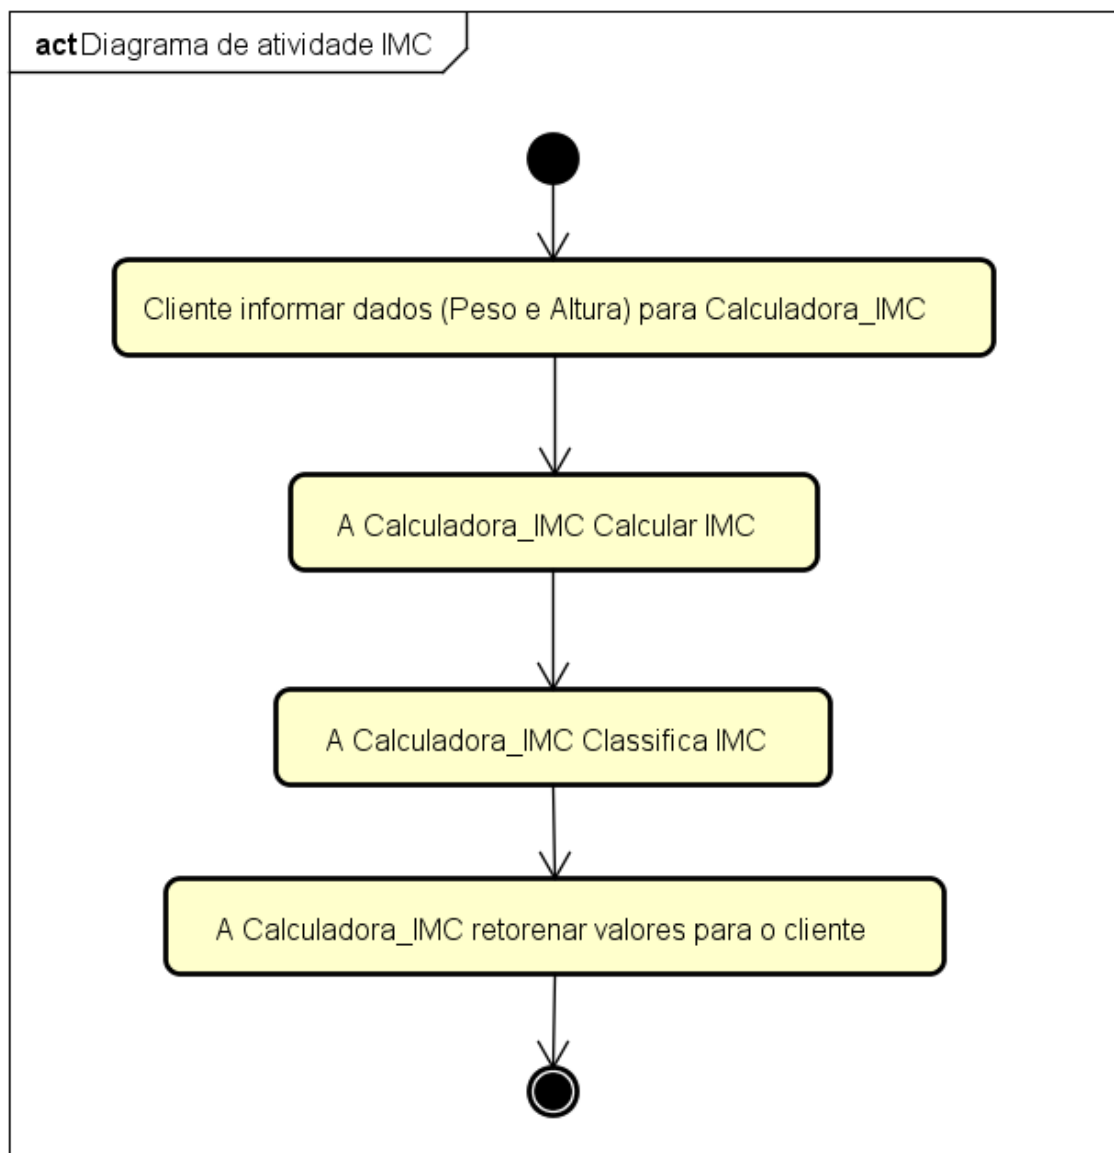 act Diagrama de atividade IMC
Cliente informar dados (Peso e Altura) para Calculadora_IMC
A Calculadora_IMC Calcular IMC
A Calculadora_IMC Classifica IMC
A Calculadora_IMC retorenar valores para o cliente